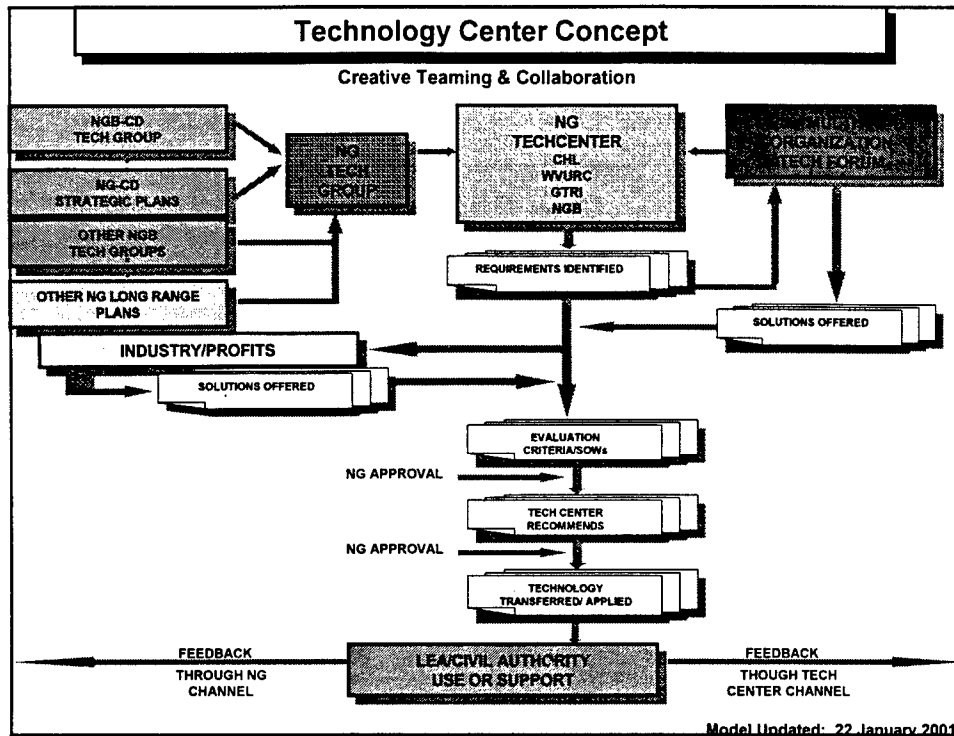 Technology Center Concept
Creative Teaming & Collaboration
NGB-CD
TECH GROUP
NG-CD
STRATEGIC PLANS
OTHER NGB
TECH GROUPS
OTHER NG LONG RANGE
PLANS
NG
TECH
GROUP
NG
TECHCENTER
CHL
WVURC
GTRI
NGB
ORGANIZATION
TECH FORUM
REQUIREMENTS IDENTIFIED
SOLUTIONS OFFERED
INDUSTRY/PROFITS
SOLUTIONS OFFERED
EVALUATION
CRITERIA/SOWs
NG APPROVAL
TECH CENTER
RECOMMENDS
NG APPROVAL
TECHNOLOGY
TRANSFERRED/ APPLIED
FEEDBACK
THROUGH NG
CHANNEL
LEA/CIVIL AUTHORITY
USE OR SUPPORT
FEEDBACK
THOUGH TECH
CENTER CHANNEL
Model Updated: 22 January 2001